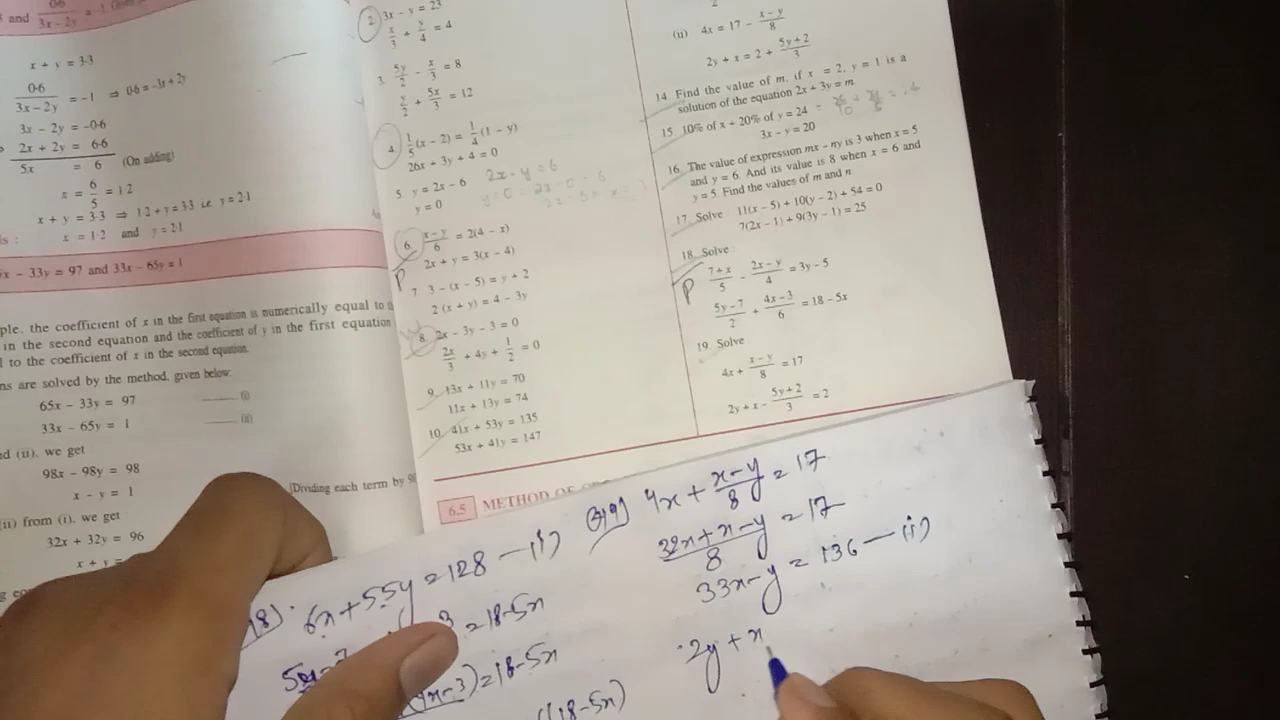 and 0·6/3x - 2y = -1
x + y = 3·3
0·6/3x - 2y = -1 ⇒ 0·6 = -3x + 2y
3x - 2y = -0·6
2x + 2y = 6·6
5x = 6 (On adding)
x = 6/5 = 1·2
x + y = 3·3 ⇒ 1·2 + y = 3·3 i.e. y = 2·1
x = 1·2 and y = 2·1
x - 33y = 97 and 33x - 65y = 1
the coefficient of x in the first equation is numerically equal to
in the second equation and the coefficient of y in the first equation
to the coefficient of x in the second equation.
are solved by the method, given below:
65x - 33y = 97 (i)
33x - 65y = 1 (ii)
(ii), we get
98x - 98y = 98
x - y = 1 [Dividing each term by
(ii) from (i), we get
32x + 32y = 96
x + y =
2. 3x - y = 23
x/3 + y/4 = 4
3. 5y/2 - x/3 = 8
y/2 + 5x/3 = 12
4. 1/5(x - 2) = 1/4(1 - y)
26x + 3y + 4 = 0
5. y = 2x - 6 2x - y = 6
y = 0
6. x-y/6 = 2(4 - x)
2x + y = 3(x - 4)
P
7. 3 - (x - 5) = y + 2
2 (x + y) = 4 - 3y
8. 2x - 3y - 3 = 0
2x/3 + 4y + 1/2 = 0
9. 13x + 11y = 70
11x + 13y = 74
10. 41x + 53y = 135
53x + 41y = 147
6.5 METHOD OF
(ii) 4x = 17 - x-y/8
2y + x = 2 + 5y+2/3
14. Find the value of m, if x = 2, y = 1 is a
solution of the equation 2x + 3y = m.
15. 10% of x + 20% of y = 24
3x - y = 20
16. The value of expression mx - ny is 3 when x = 5
and y = 6. And its value is 8 when x = 6 and
y = 5. Find the values of m and n.
17. Solve : 11(x - 5) + 10(y - 2) + 54 = 0
7(2x - 1) + 9(3y - 1) = 25
18. Solve :
P 7+x/5 - 2x-y/4 = 3y - 5
5y-7/2 + 4x-3/6 = 18 - 5x
19. Solve
4x + x-y/8 = 17
2y + x - 5y+2/3 = 2
18). 6x + 55y = 128 — (i)
= 18-5x
4x-3) = 18-5x
(18-5x)
4x + x-y/8 = 17
32x+x-y/8 = 17
33x-y = 136 — (i)
2y + x